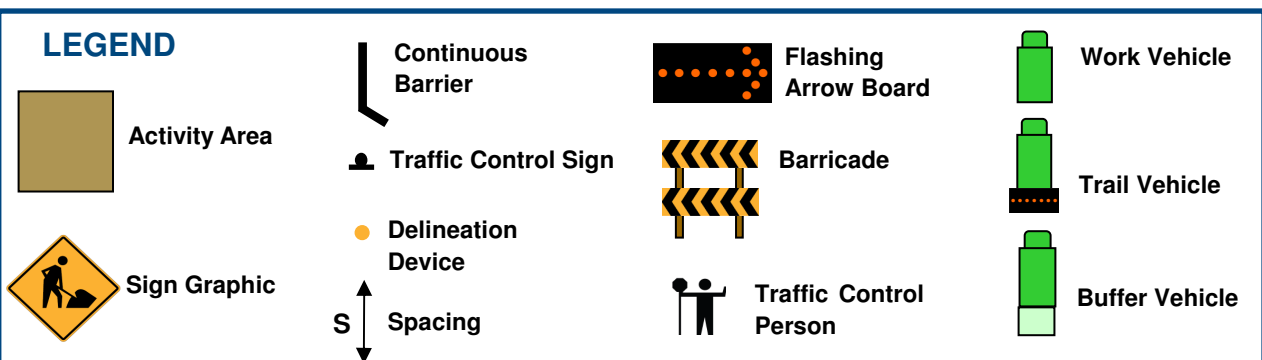 LEGEND
Activity Area
Sign Graphic
Continuous
Barrier
Traffic Control Sign
Delineation
Device
S
Spacing
Flashing
Arrow Board
Barricade
Traffic Control
Person
Work Vehicle
Trail Vehicle
Buffer Vehicle